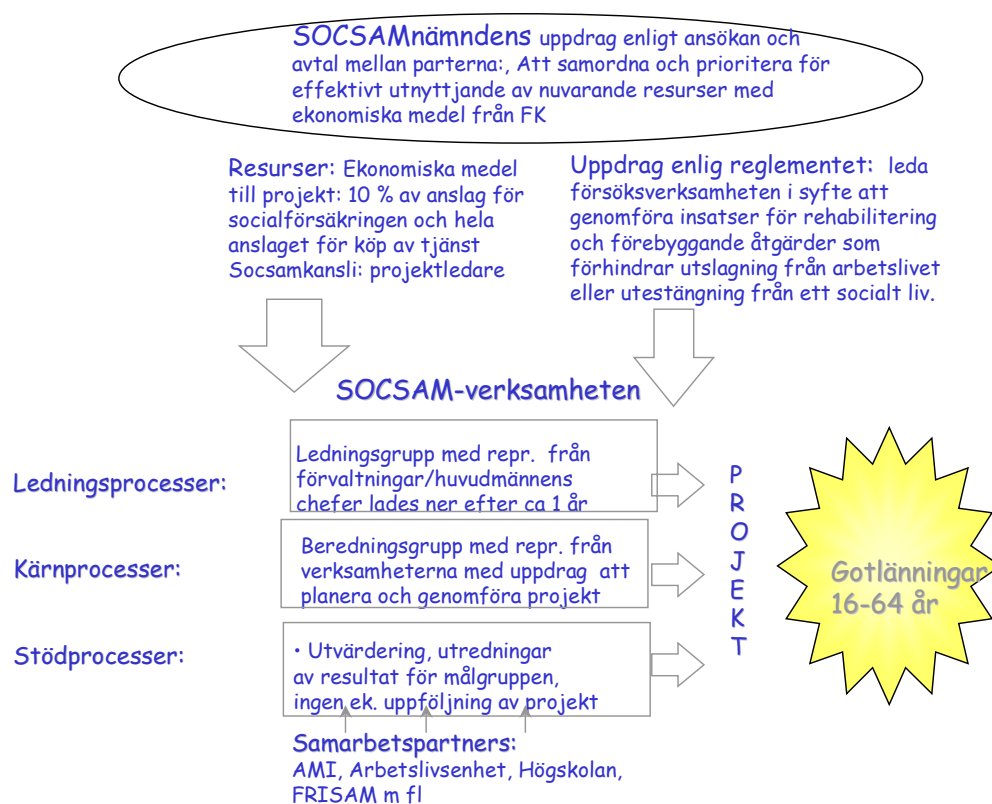 SOCSAMnämndens uppdrag enligt ansökan och
avtal mellan parterna:, Att samordna och prioritera för
effektivt utnyttjande av nuvarande resurser med
ekonomiska medel från FK
Resurser: Ekonomiska medel
till projekt: 10 % av anslag för
socialförsäkringen och hela
anslaget för köp av tjänst
Socsamkansli: projektledare
Uppdrag enlig reglementet: leda
försöksverksamheten i syfte att
genomföra insatser för rehabilitering
och förebyggande åtgärder som
förhindrar utslagning från arbetslivet
eller utestängning från ett socialt liv.
SOCSAM-verksamheten
Ledningsprocesser:
Ledningsgrupp med repr. från
förvaltningar/huvudmännens
chefer lades ner efter ca 1 år
Kärnprocesser:
Beredningsgrupp med repr. från
verksamheterna med uppdrag att
planera och genomföra projekt
Stödprocesser:
• Utvärdering, utredningar
av resultat för målgruppen,
ingen ek. uppföljning av projekt
P
R
O
J
E
K
T
Gotlänningar
16-64 år
Samarbetspartners:
AMI, Arbetslivsenhet, Högskolan,
FRISAM m fl